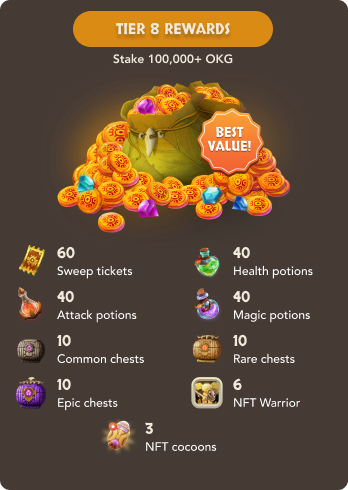 TIER 8 REWARDS
Stake 100,000+ OKG
BEST
VALUE!
60
Sweep tickets
40
Health potions
40
Attack potions
40
Magic potions
10
Common chests
10
Rare chests
10
Epic chests
6
NFT Warrior
3
NFT cocoons